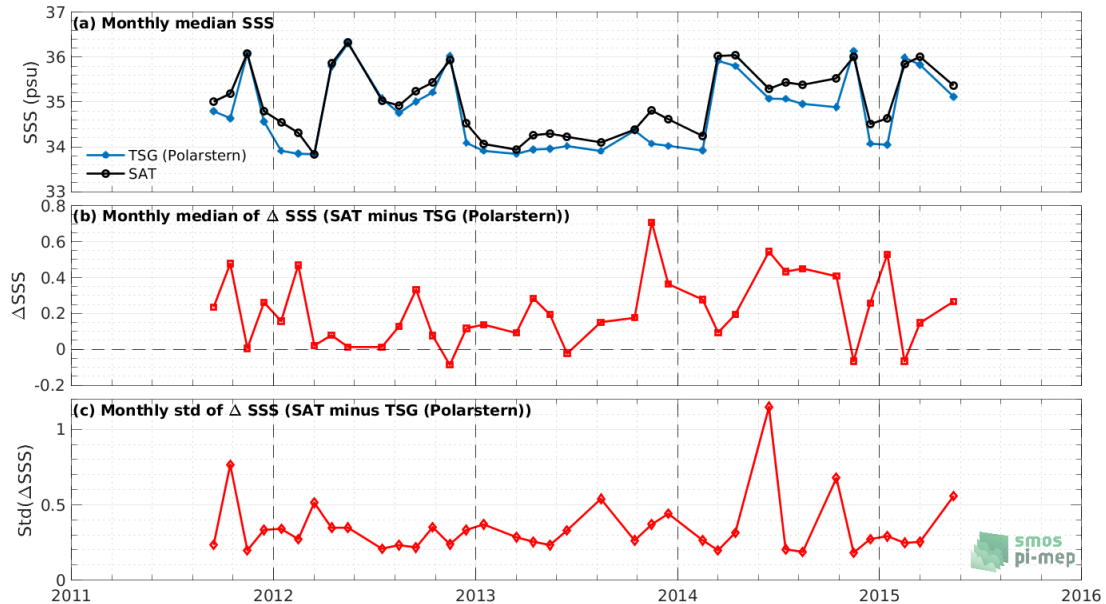 (a) Monthly median SSS
37
36
35
34
33
SSS (psu)
TSG (Polarstern)
SAT
(b) Monthly median of Δ SSS (SAT minus TSG (Polarstern))
0.8
0.6
0.4
0.2
0
-0.2
ΔSSS
(c) Monthly std of Δ SSS (SAT minus TSG (Polarstern))
1
0.5
0
Std(ΔSSS)
smos
pi-mep
2011 2012 2013 2014 2015 2016